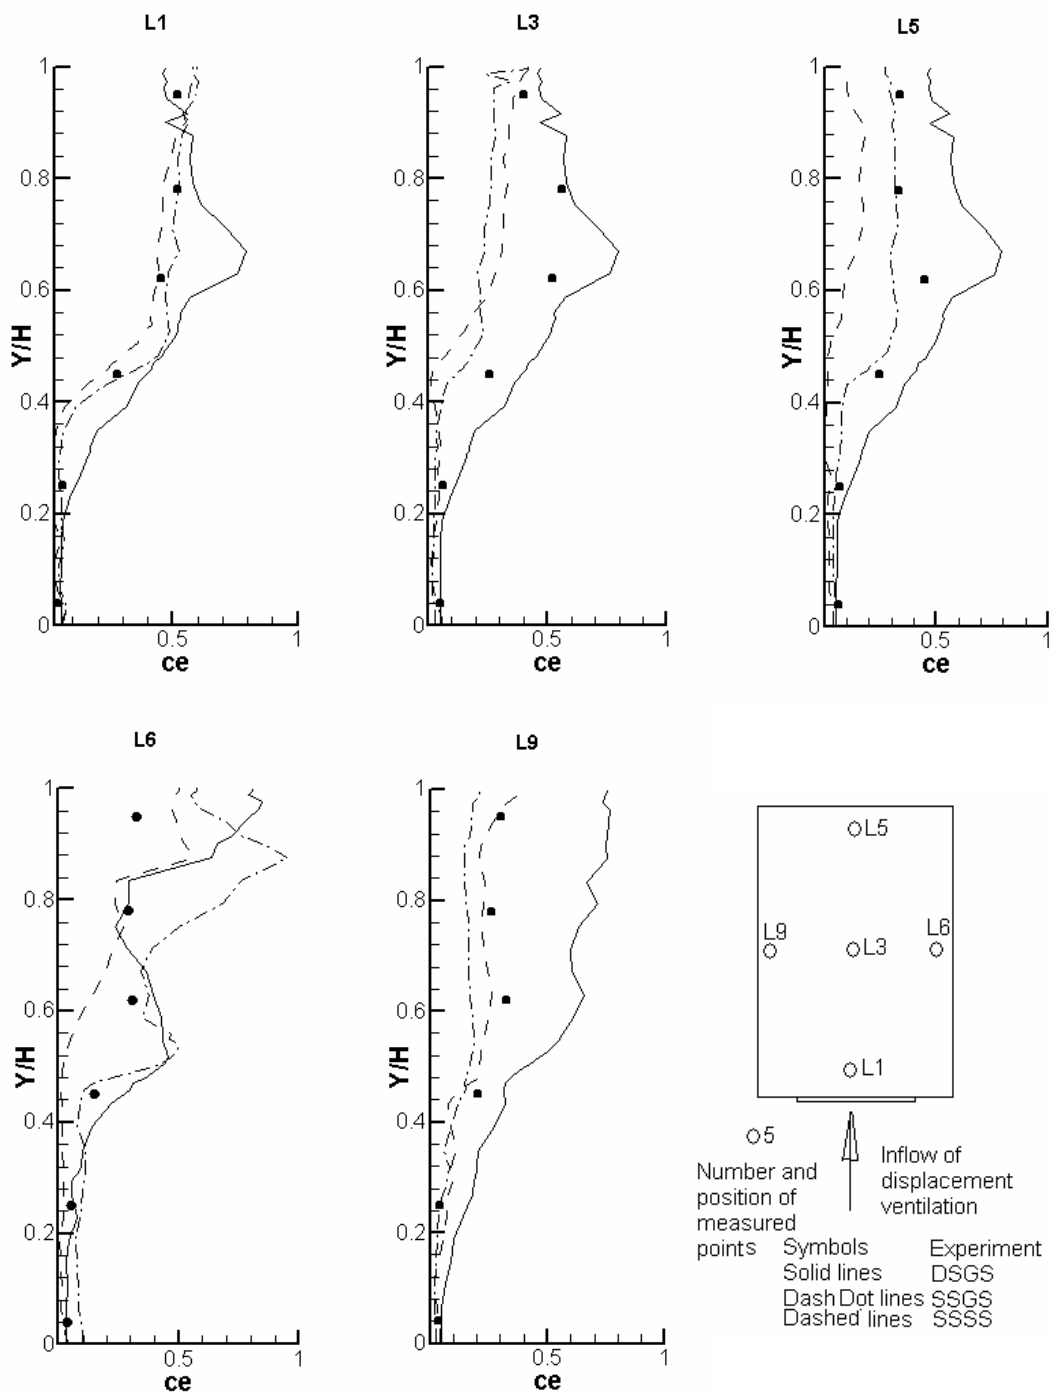 L1
L3
L5
1
0.8
0.6
0.4
0.2
0
Y/H
0.5
1
ce
1
0.8
0.6
0.4
0.2
0
Y/H
0.5
1
ce
1
0.8
0.6
0.4
0.2
0
Y/H
0.5
1
ce
L6
L9
1
0.8
0.6
0.4
0.2
0
Y/H
0.5
1
ce
1
0.8
0.6
0.4
0.2
0
Y/H
0.5
1
ce
L5
L9
L3
L6
L1
5
Number and
position of
measured
points
Inflow of
displacement
ventilation
Symbols Experiment
Solid lines DSGS
Dash Dot lines SSGS
Dashed lines SSSS